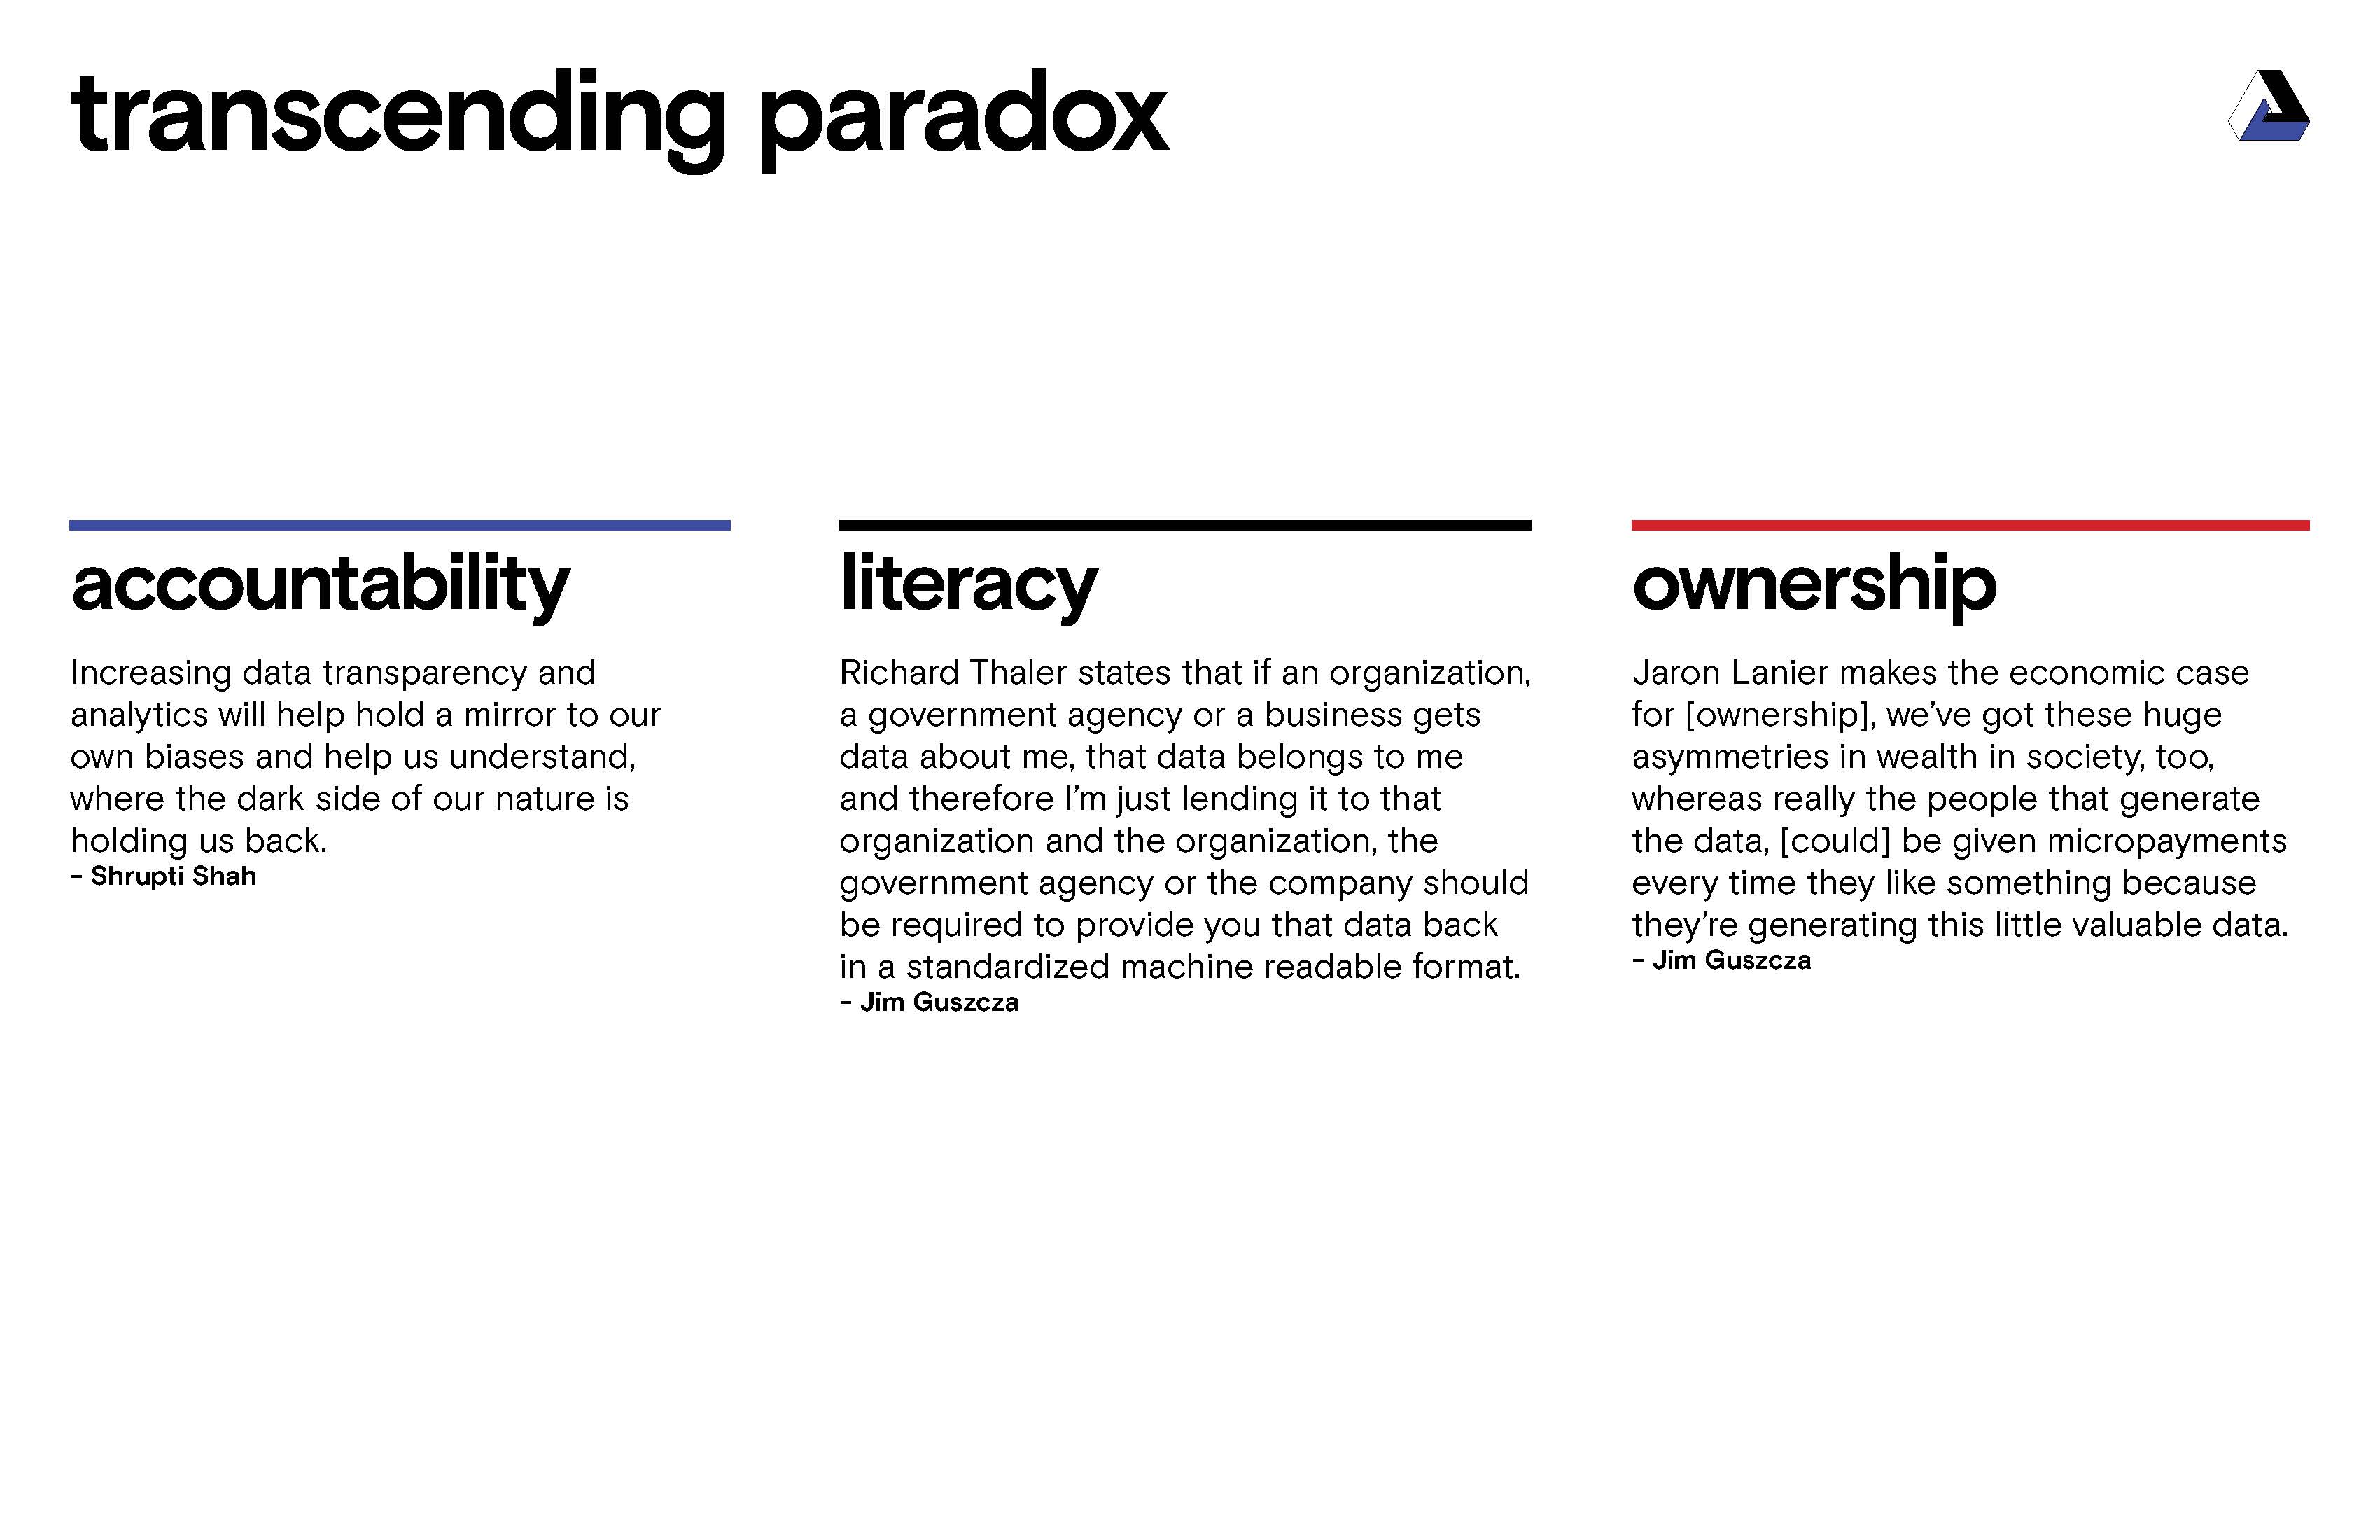 transcending paradox
accountability
Increasing data transparency and
analytics will help hold a mirror to our
own biases and help us understand,
where the dark side of our nature is
holding us back.
– Shrupti Shah
literacy
Richard Thaler states that if an organization,
a government agency or a business gets
data about me, that data belongs to me
and therefore I’m just lending it to that
organization and the organization, the
government agency or the company should
be required to provide you that data back
in a standardized machine readable format.
– Jim Guszcza
ownership
Jaron Lanier makes the economic case
for [ownership], we’ve got these huge
asymmetries in wealth in society, too,
whereas really the people that generate
the data, [could] be given micropayments
every time they like something because
they’re generating this little valuable data.
– Jim Guszcza